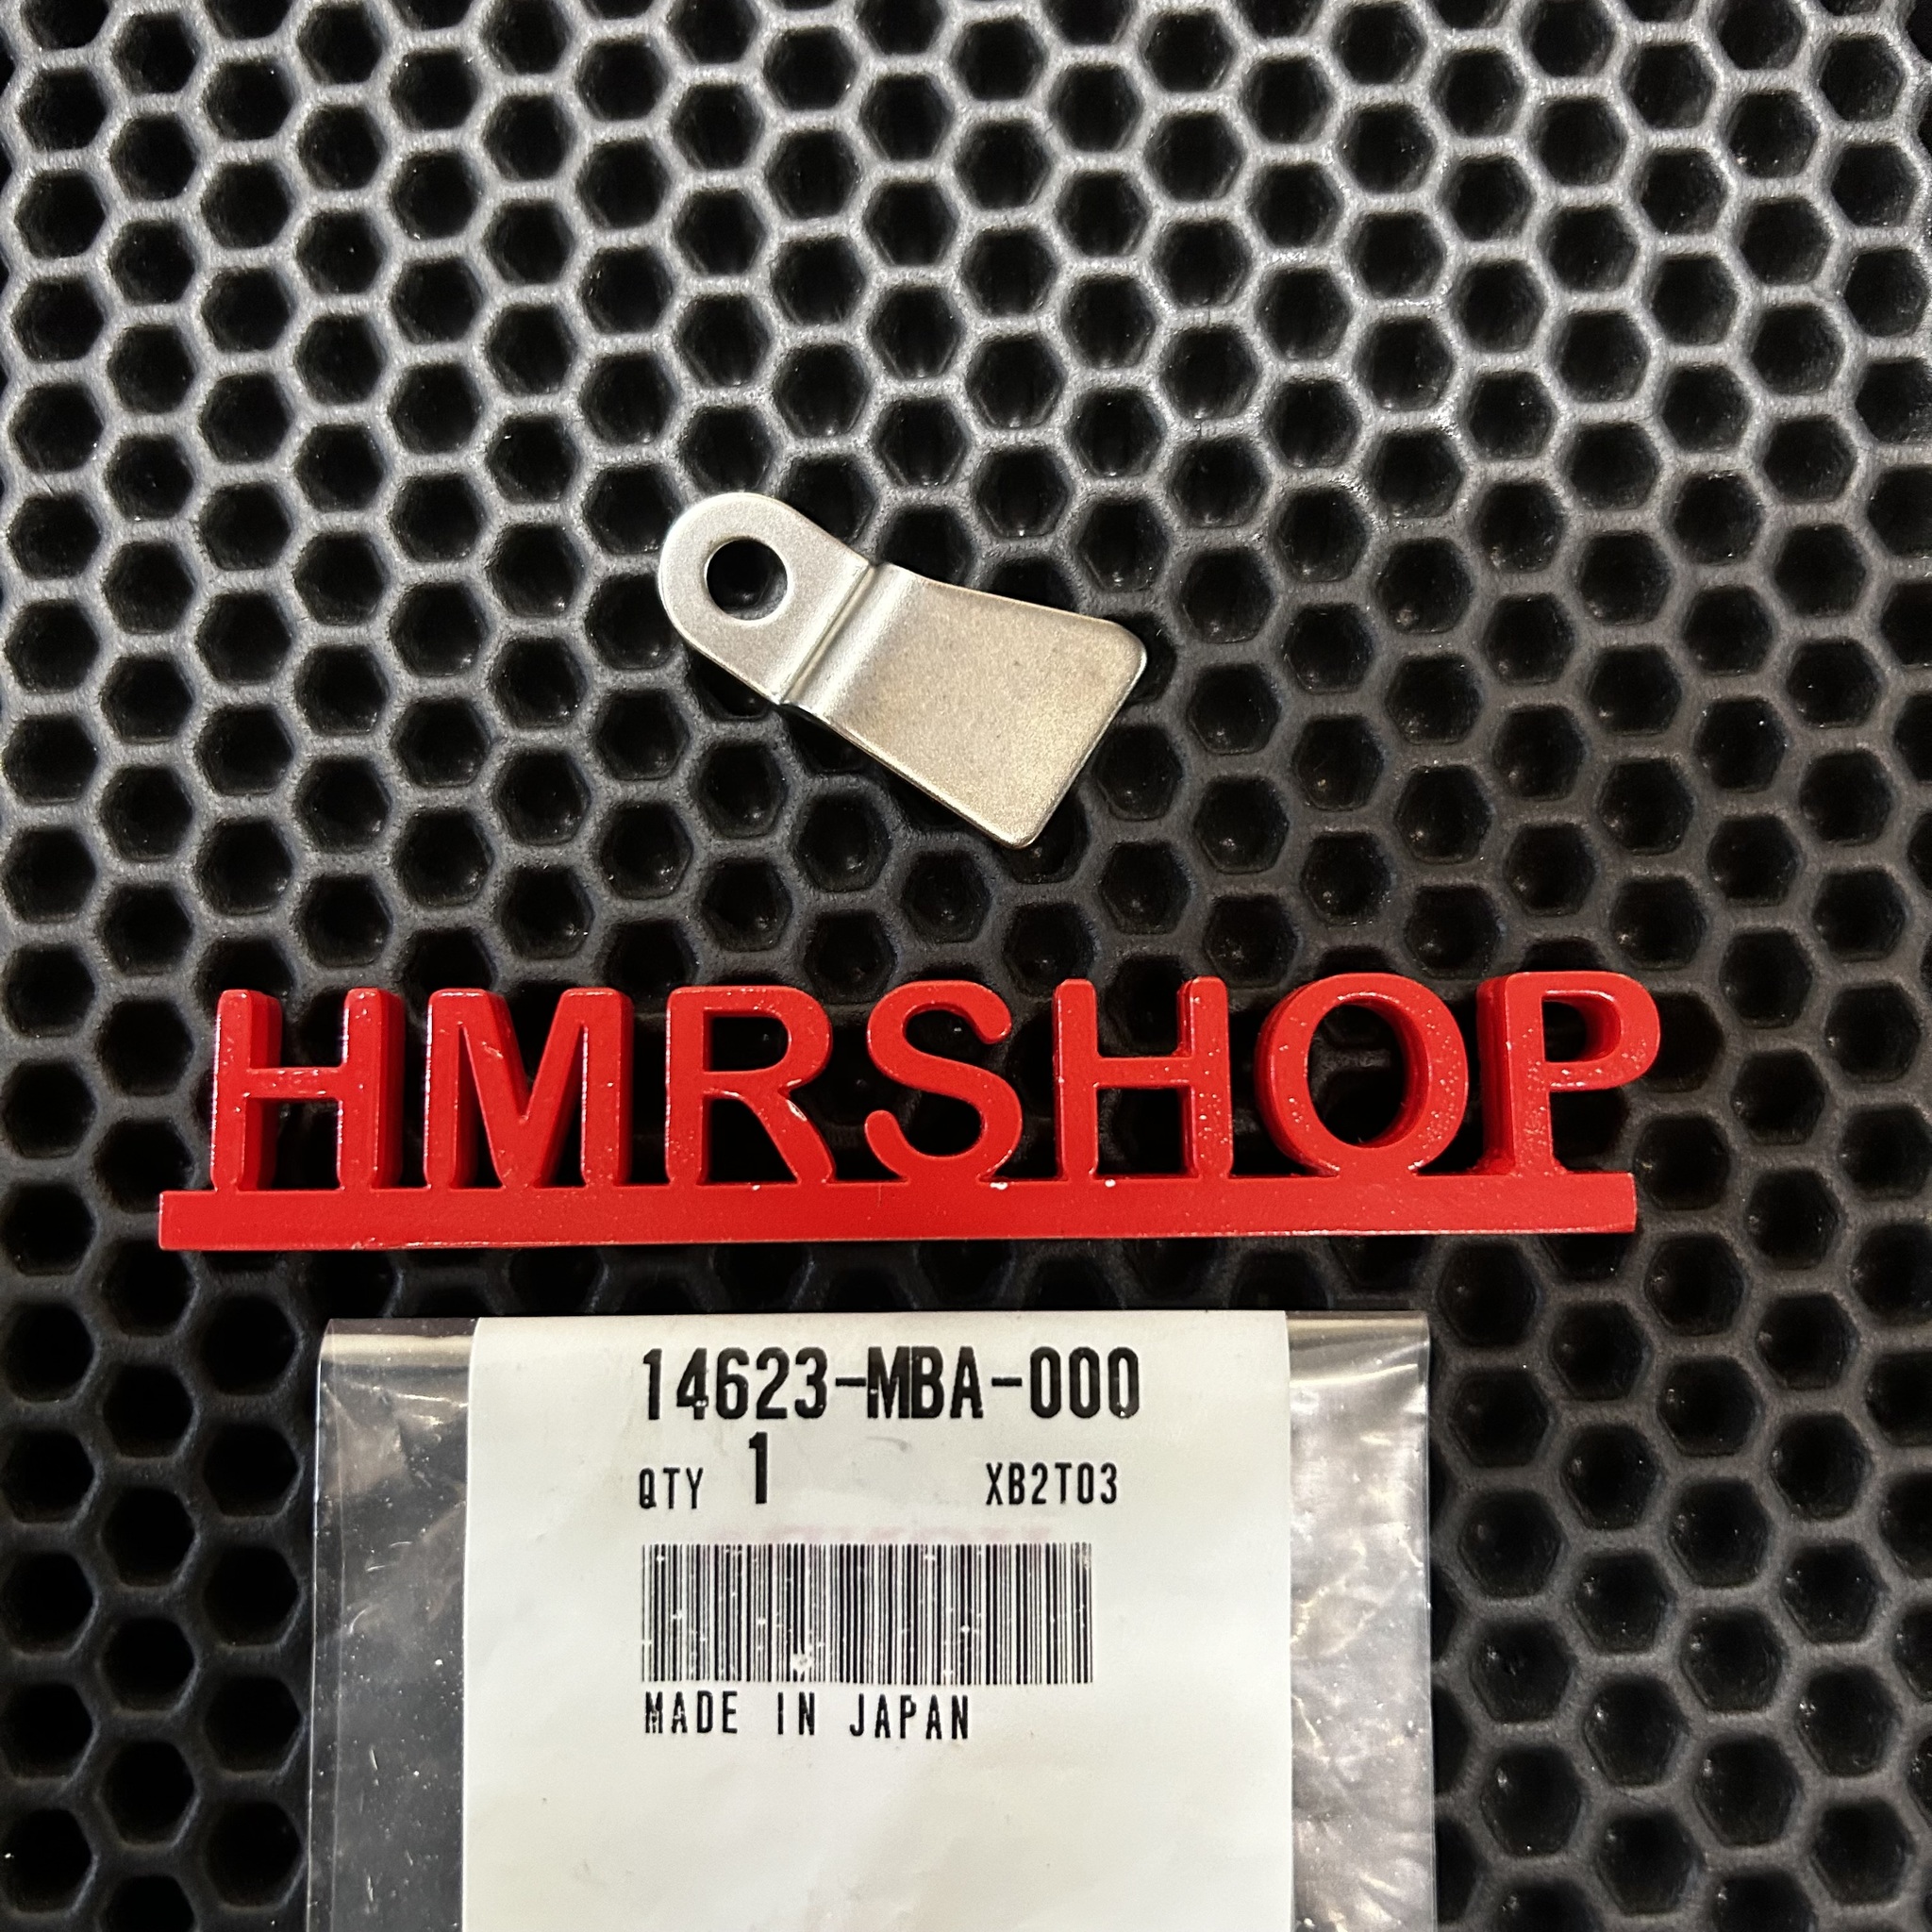 HMRSHOP
14623-MBA-000
QTY 1 XB2T03
MADE IN JAPAN